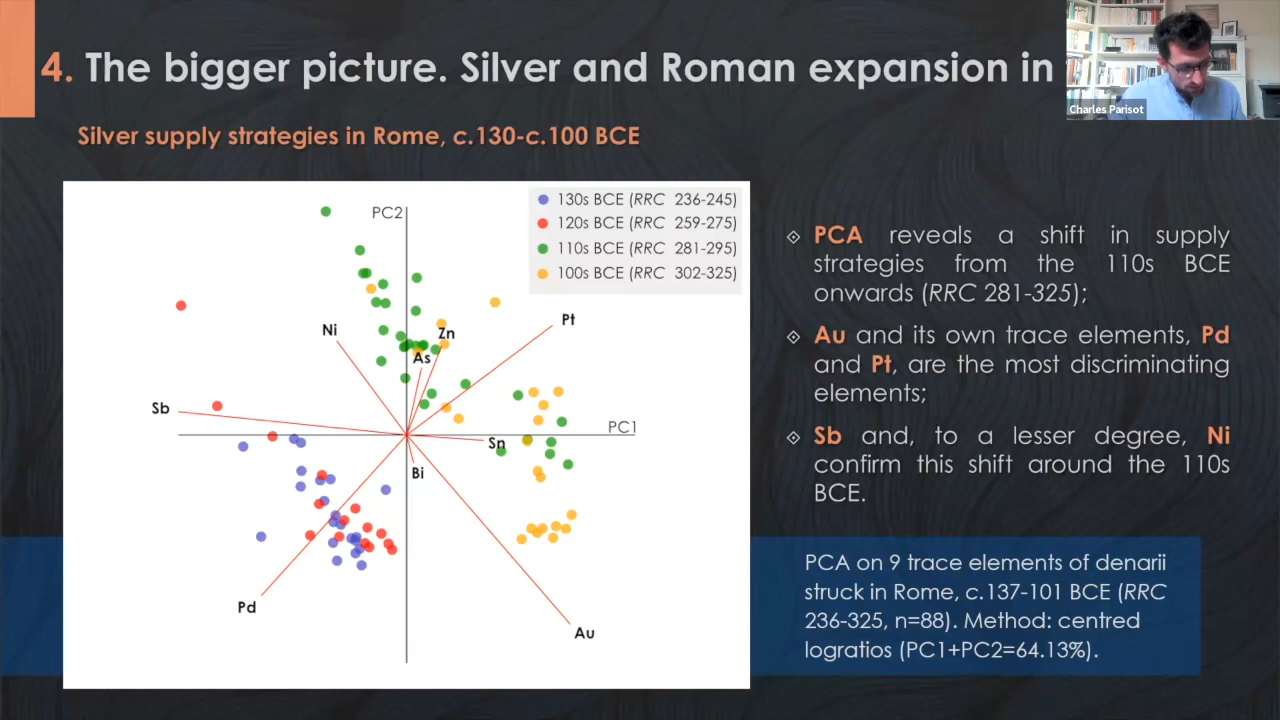 4. The bigger picture. Silver and Roman expansion in
Charles Parisot
Silver supply strategies in Rome, c.130-c.100 BCE
130s BCE (RRC 236-245)
120s BCE (RRC 259-275)
110s BCE (RRC 281-295)
100s BCE (RRC 302-325)
PC2
Ni
Zn
Pt
As
Sb
PC1
Sn
Bi
Pd
Au
PCA reveals a shift in supply
strategies from the 110s BCE
onwards (RRC 281-325);
Au and its own trace elements, Pd
and Pt, are the most discriminating
elements;
Sb and, to a lesser degree, Ni
confirm this shift around the 110s
BCE.
PCA on 9 trace elements of denarii
struck in Rome, c.137-101 BCE (RRC
236-325, n=88). Method: centred
logratios (PC1+PC2=64.13%).